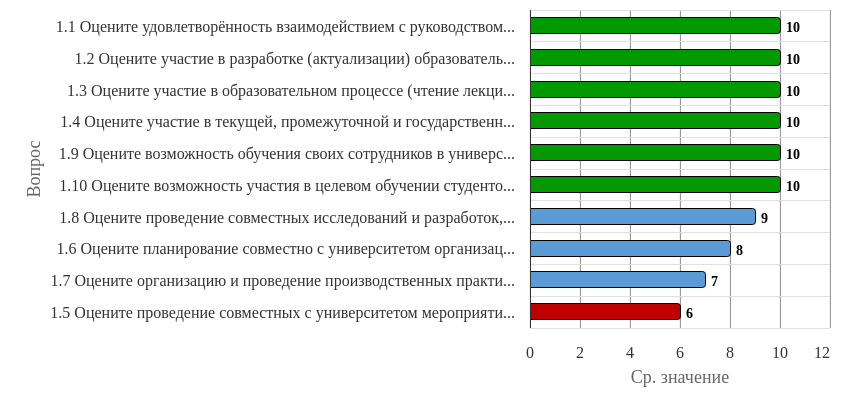 1.1 Оцените удовлетворённость взаимодействием с руководством... 10
1.2 Оцените участие в разработке (актуализации) образователь... 10
1.3 Оцените участие в образовательном процессе (чтение лекци... 10
1.4 Оцените участие в текущей, промежуточной и государственн... 10
1.9 Оцените возможность обучения своих сотрудников в универс... 10
1.10 Оцените возможность участия в целевом обучении студенто... 10
1.8 Оцените проведение совместных исследований и разработок,... 9
1.6 Оцените планирование совместно с университетом организац... 8
1.7 Оцените организацию и проведение производственных практи... 7
1.5 Оцените проведение совместных с университетом мероприяти... 6
Вопрос
0 2 4 6 8 10 12
Ср. значение